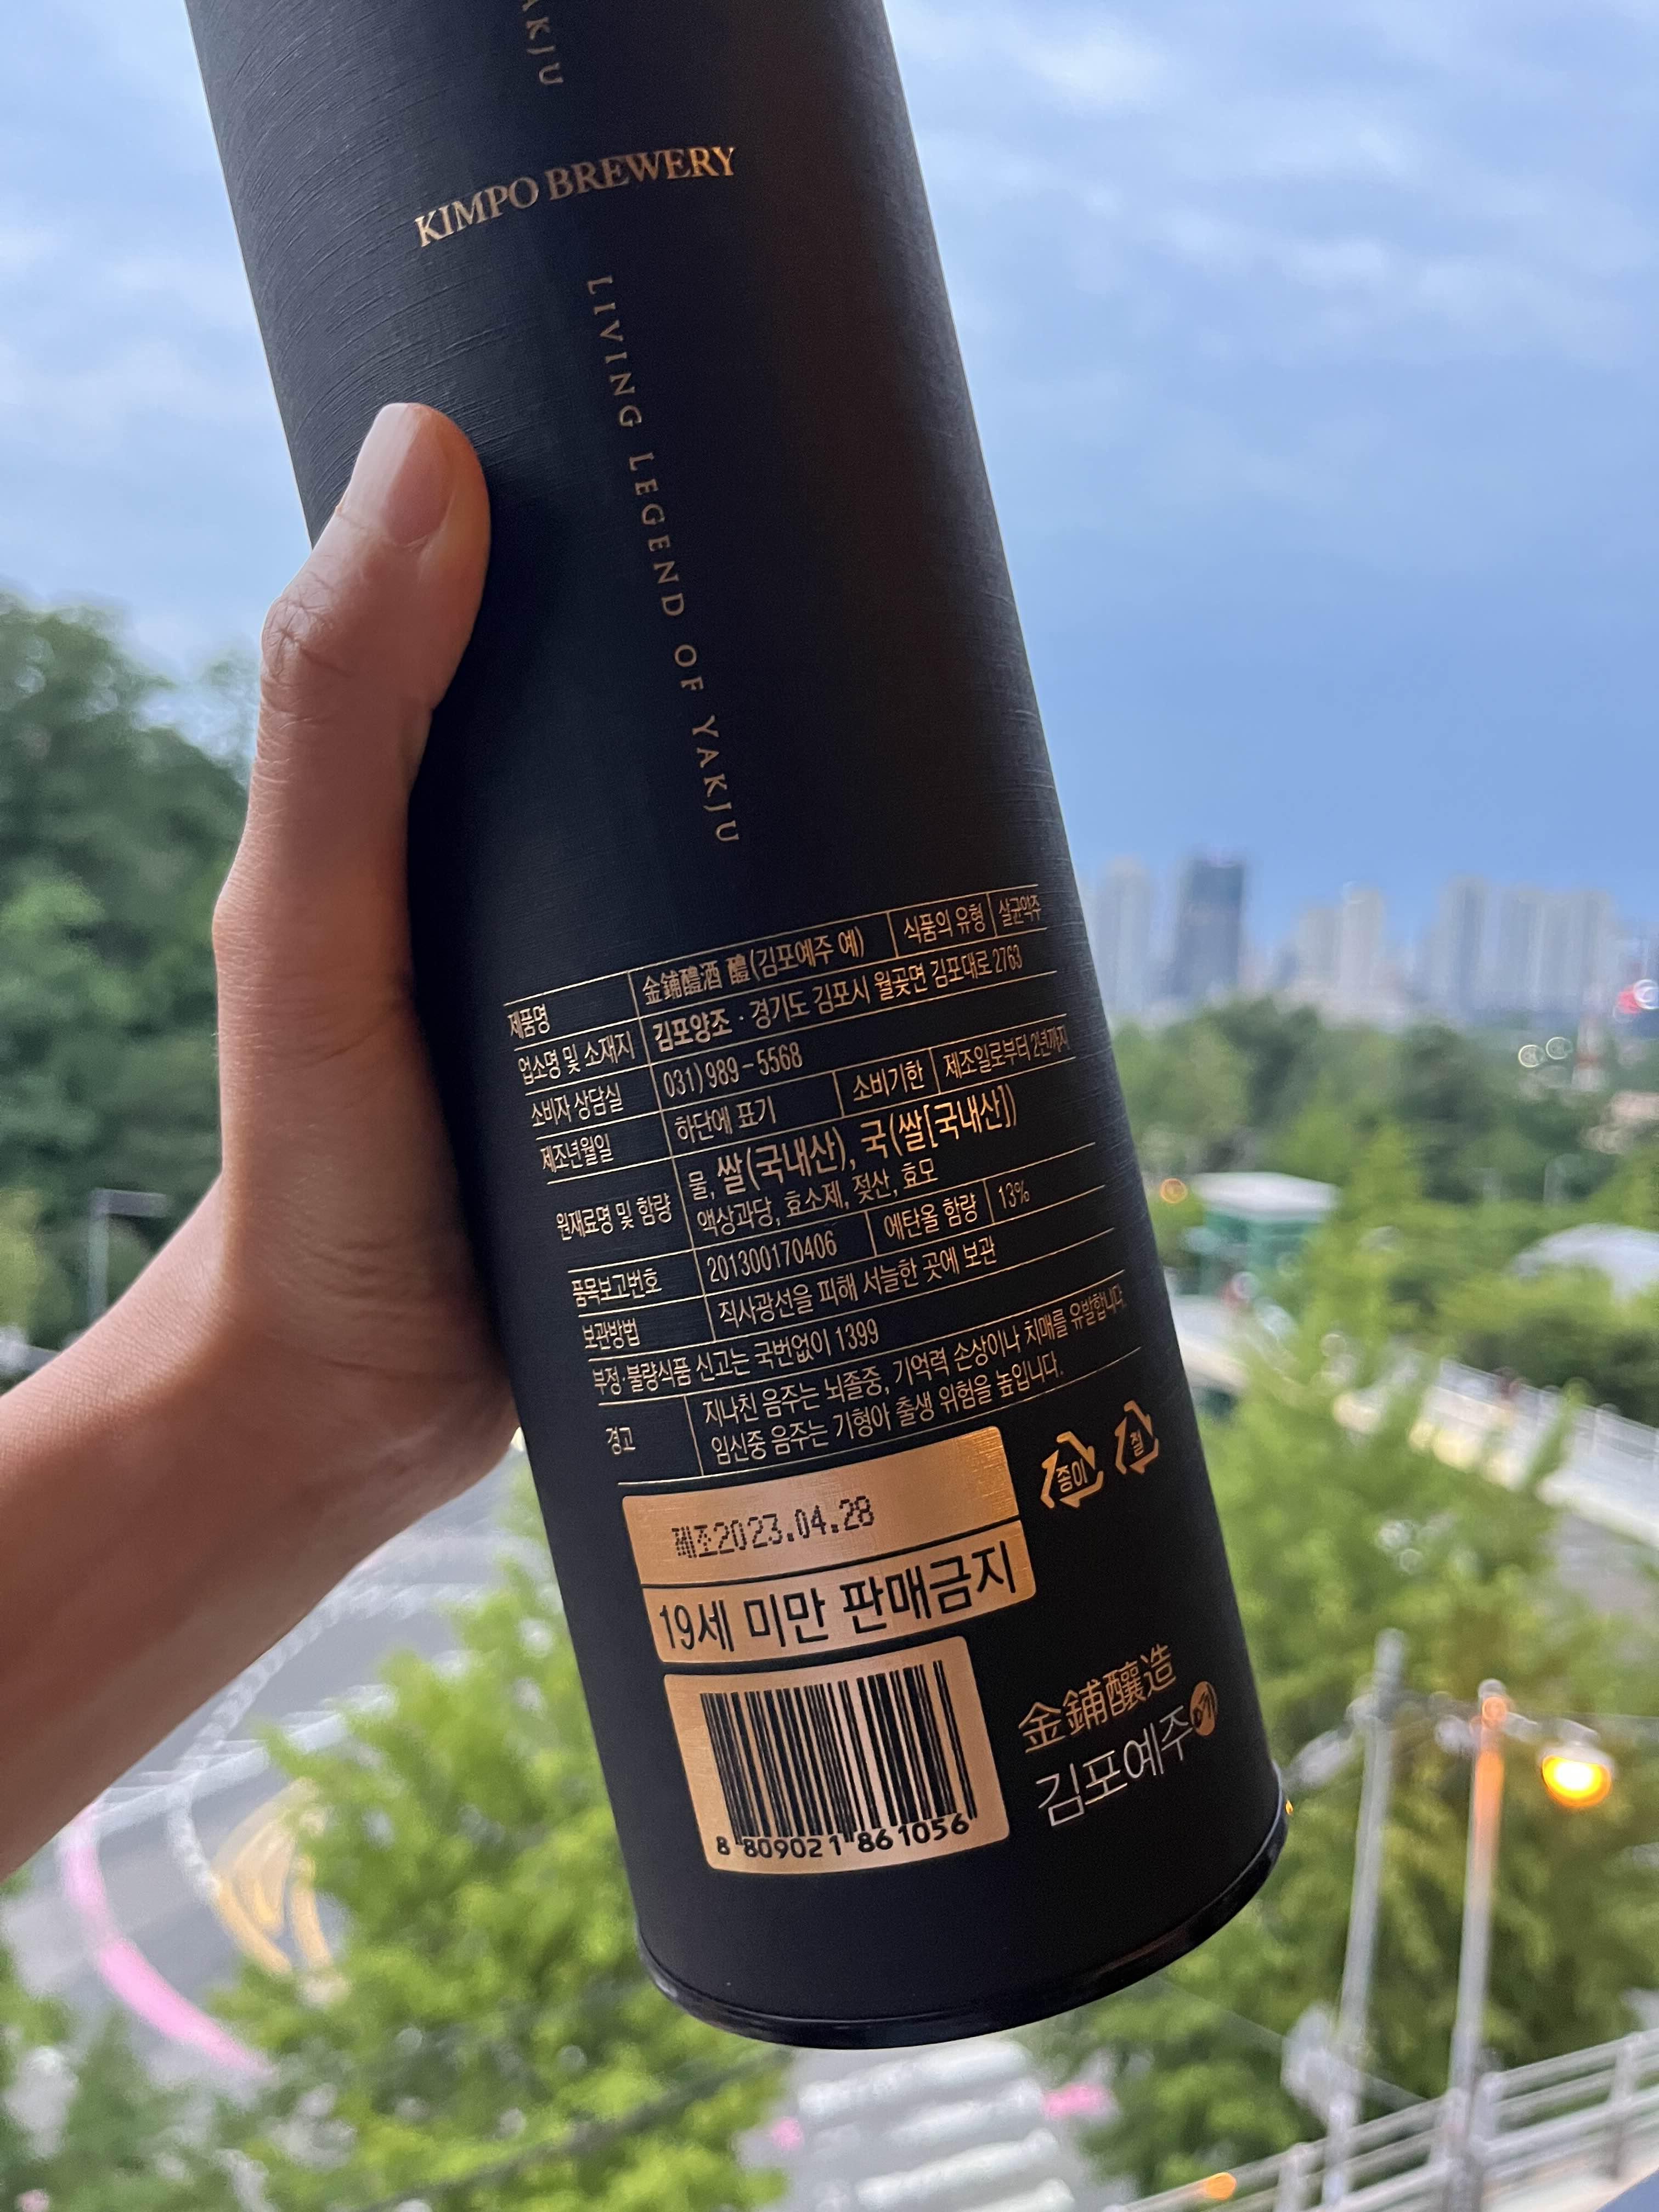 AKJU
KIMPO BREWERY
LIVING LEGEND OF YAKJU
제품명 金鋪醴酒 醴(김포예주 예) 식품의 유형 살균약주
업소명 및 소재지 김포양조 · 경기도 김포시 월곶면 김포대로 2763
소비자 상담실 031) 989-5568
제조년월일 하단에 표기 소비기한 제조일로부터 2년까지
원재료명 및 함량 물, 쌀(국내산), 국(쌀[국내산])
액상과당, 효소제, 젖산, 효모
품목보고번호 201300170406 에탄올 함량 13%
보관방법 직사광선을 피해 서늘한 곳에 보관
부정·불량식품 신고는 국번없이 1399
경고 지나친 음주는 뇌졸중, 기억력 손상이나 치매를 유발합니다.
임신중 음주는 기형아 출생 위험을 높입니다.
종이 철
제조2023.04.28
19세 미만 판매금지
8 809021 861056
金鋪釀造
김포예주 예